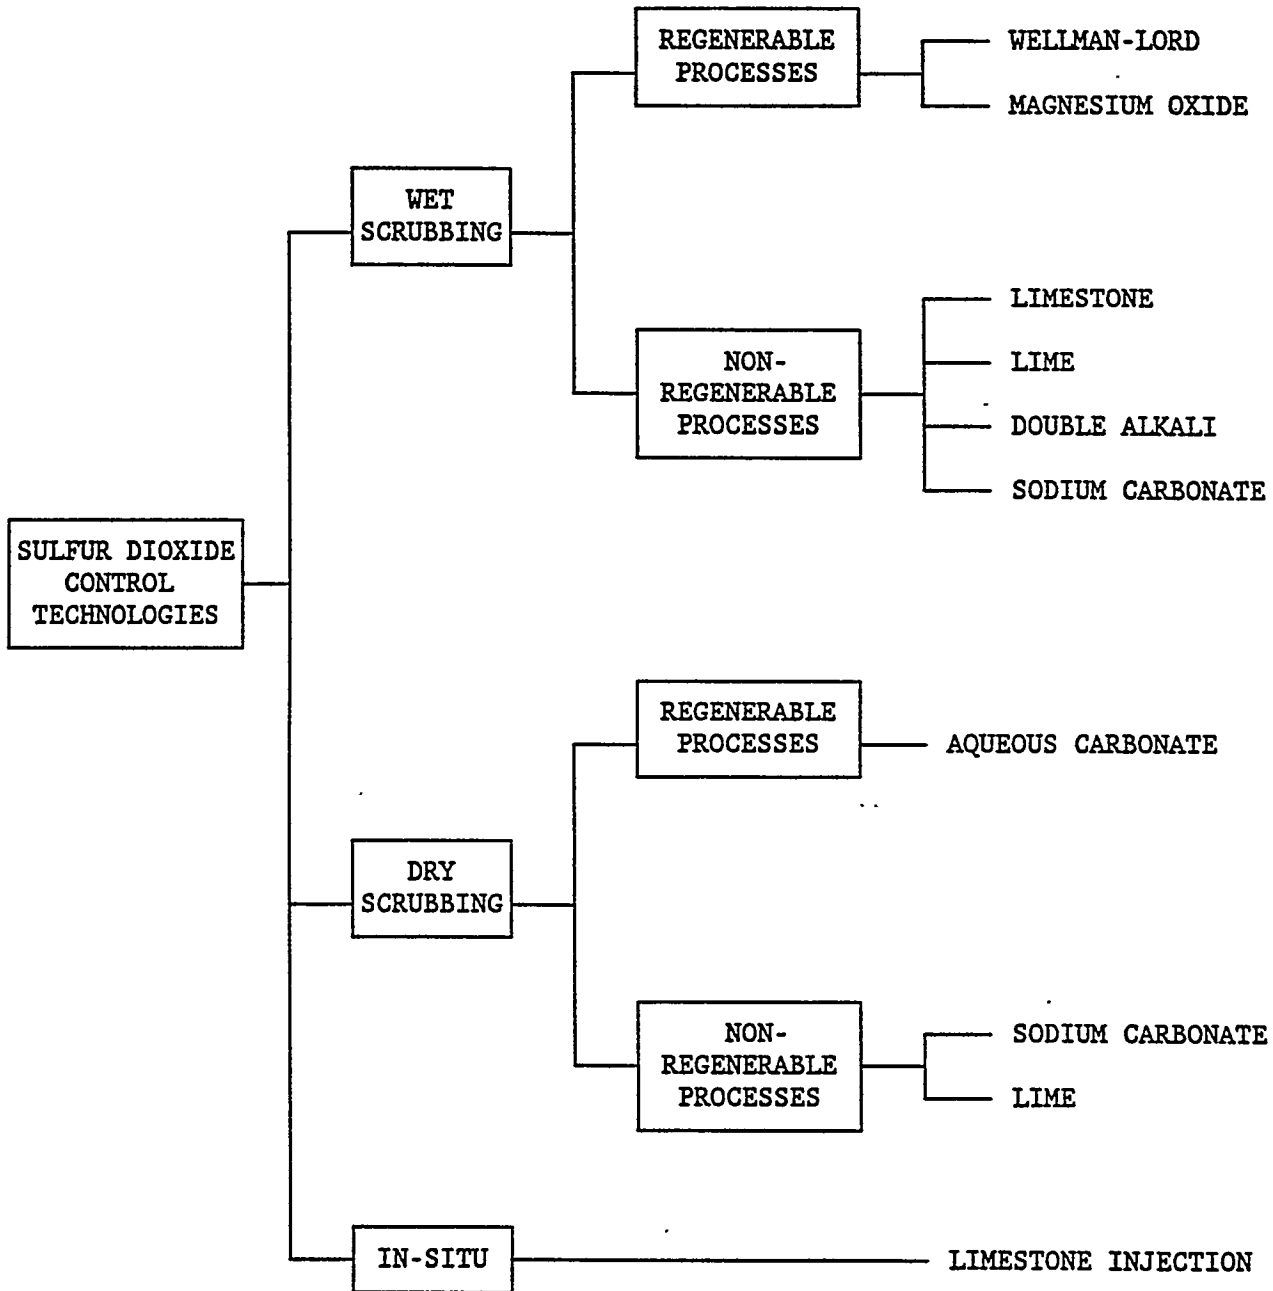 REGENERABLE
PROCESSES
WELLMAN-LORD
MAGNESIUM OXIDE
WET
SCRUBBING
NON-
REGENERABLE
PROCESSES
LIMESTONE
LIME
DOUBLE ALKALI
SODIUM CARBONATE
SULFUR DIOXIDE
CONTROL
TECHNOLOGIES
REGENERABLE
PROCESSES
AQUEOUS CARBONATE
DRY
SCRUBBING
NON-
REGENERABLE
PROCESSES
SODIUM CARBONATE
LIME
IN-SITU
LIMESTONE INJECTION